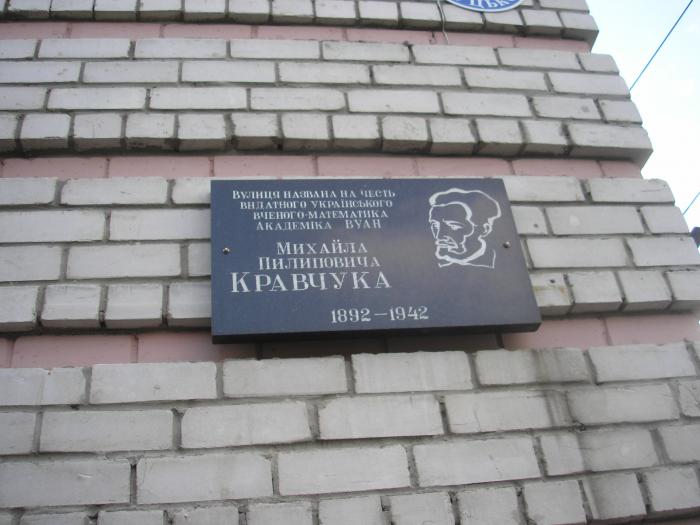 Вулиця названа на честь
видатного українського
вченого-математика
Академіка ВУАН
Михайла
Пилиповича
Кравчука
1892–1942